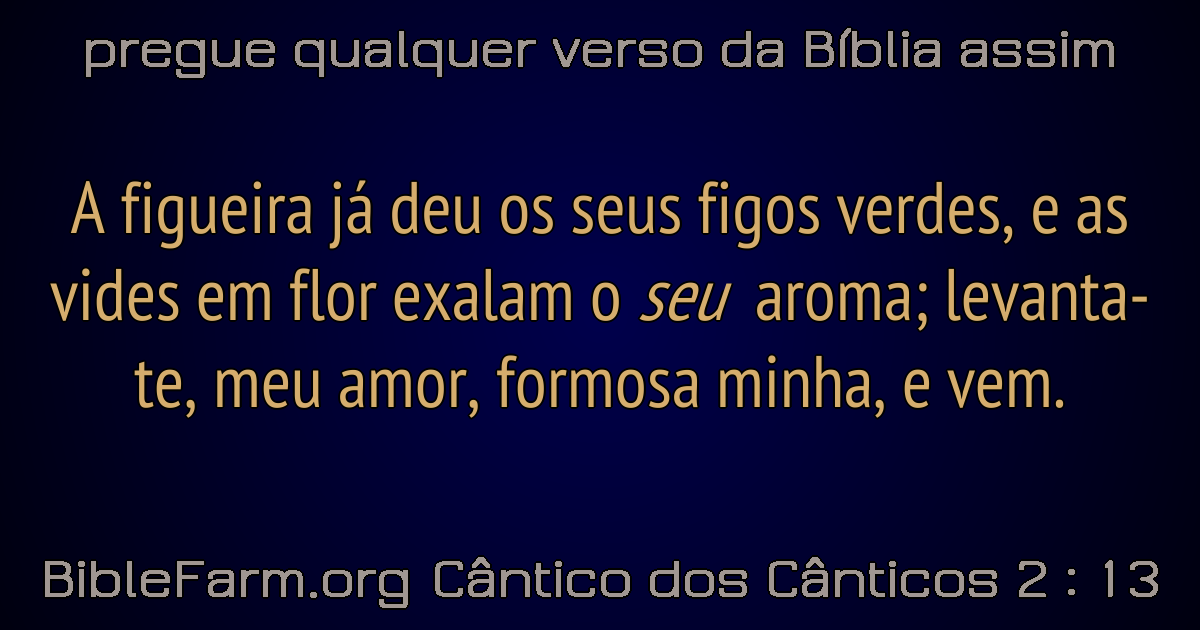 pregue qualquer verso da Bíblia assim
A figueira já deu os seus figos verdes, e as
vides em flor exalam o seu aroma; levanta-
te, meu amor, formosa minha, e vem.
BibleFarm.org Cântico dos Cânticos 2 : 13